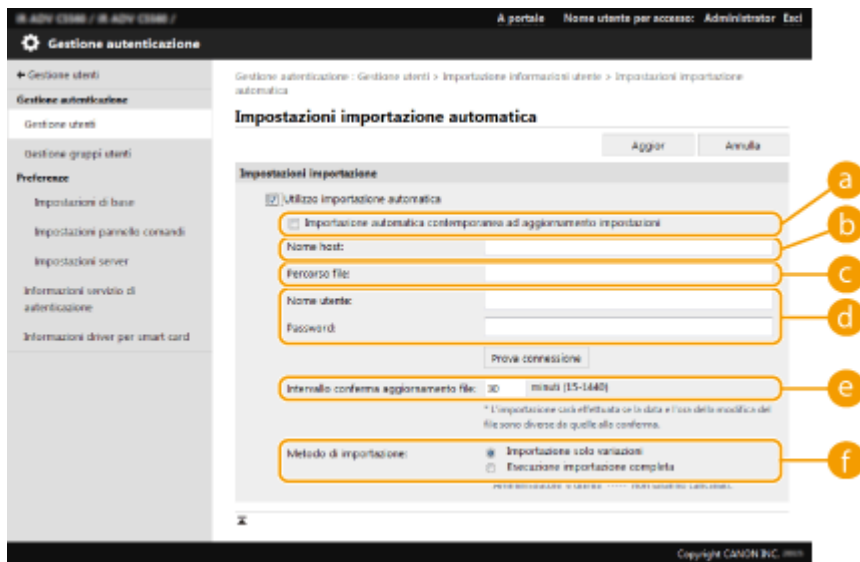 A portale Nome utente per accesso: Administrator Esci
Gestione autenticazione
Gestione utenti
Gestione autenticazione : Gestione utenti > Importazione informazioni utente > Impostazioni importazione
automatica
Gestione autenticazione
Impostazioni importazione automatica
Gestione utenti
Aggior Annulla
Gestione gruppi utenti
Preferenze
Impostazioni importazione
Impostazioni di base
Utilizzo importazione automatica
a
Importazione automatica contemporanea ad aggiornamento impostazioni
Impostazioni pannello comandi
Nome host:
b
Impostazioni server
Percorso file:
c
Informazioni servizio di
autenticazione
Nome utente:
d
Informazioni driver per smart card
Password:
Prova connessione
Intervallo conferma aggiornamento file: 30 minuti (15-1440)
e
* L'importazione sarà effettuata se la data e l'ora della modifica del
file sono diverse da quelle alla conferma.
Metodo di importazione:
Importazione solo variazioni
Esecuzione importazione completa
f
Copyright CANON INC.